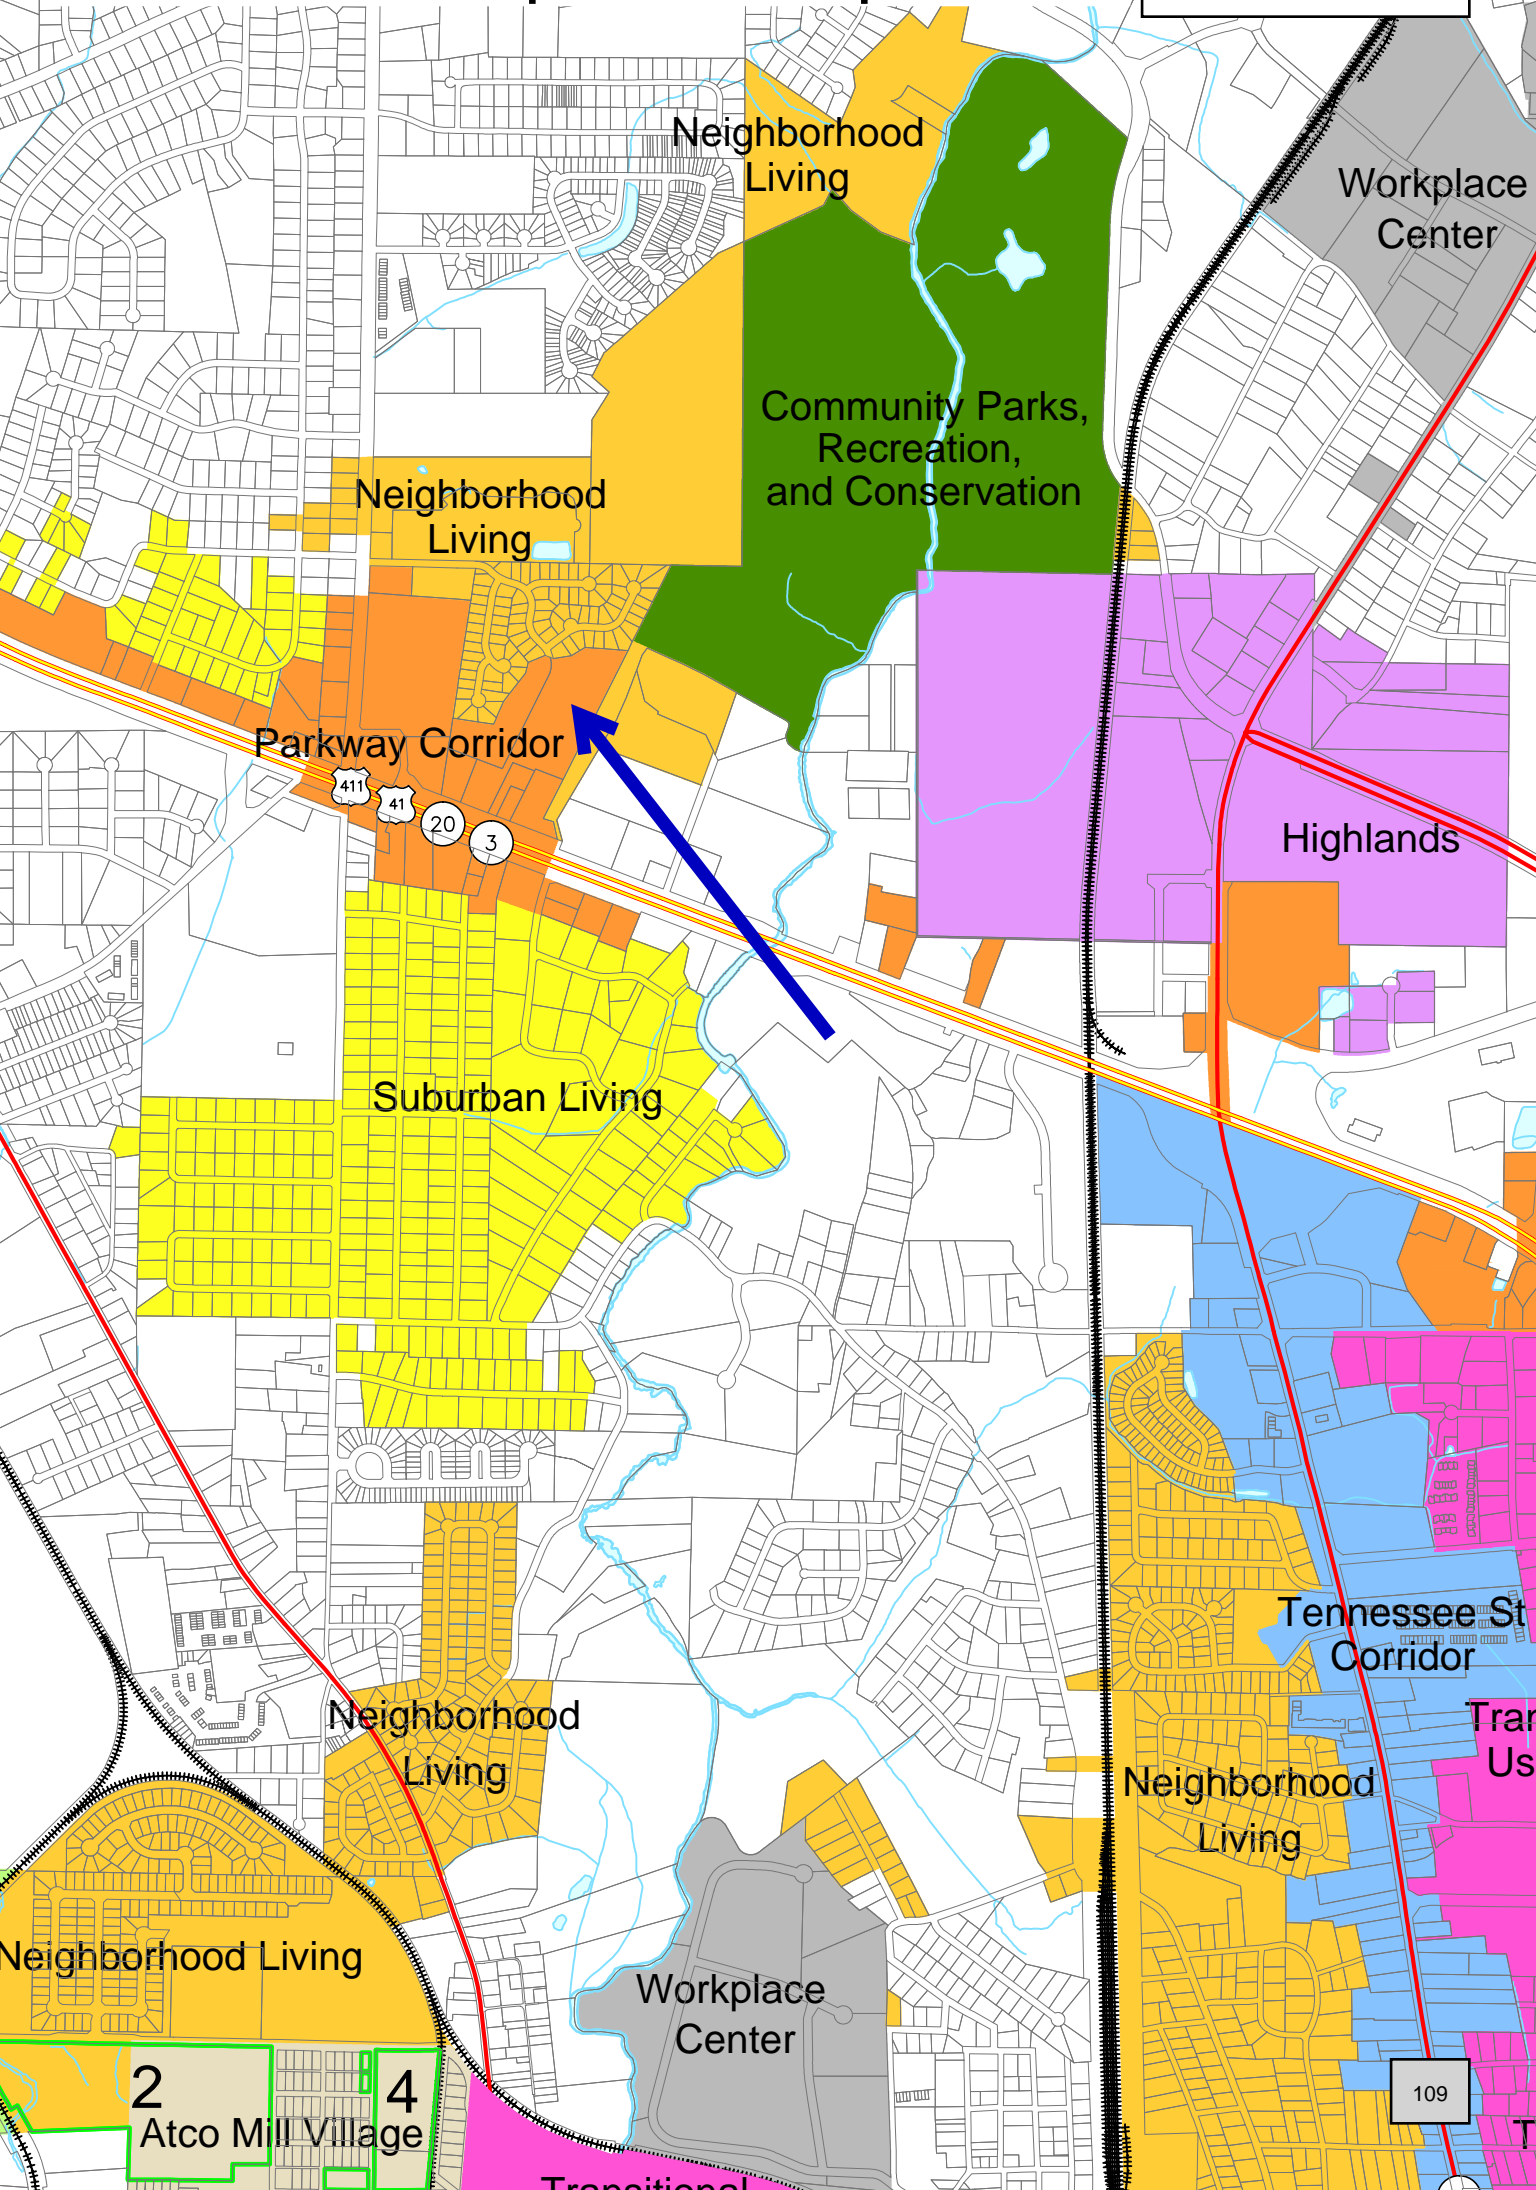 Neighborhood
Living
Workplace
Center
Community Parks,
Recreation,
and Conservation
Neighborhood
Living
Parkway Corridor
411
41
20
3
Highlands
Suburban Living
Tennessee St
Corridor
Neighborhood
Living
Neighborhood
Living
Neighborhood Living
Workplace
Center
2
4
Atco Mill Village
109
Transitional